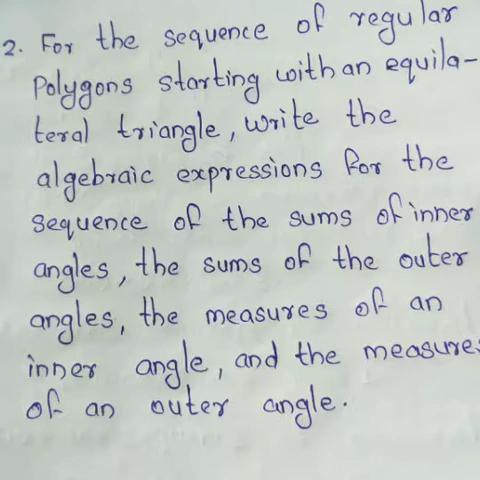 2. For the sequence of regular
Polygons starting with an equila-
teral triangle, write the
algebraic expressions for the
sequence of the sums of inner
angles, the sums of the outer
angles, the measures of an
inner angle, and the measures
of an outer angle.